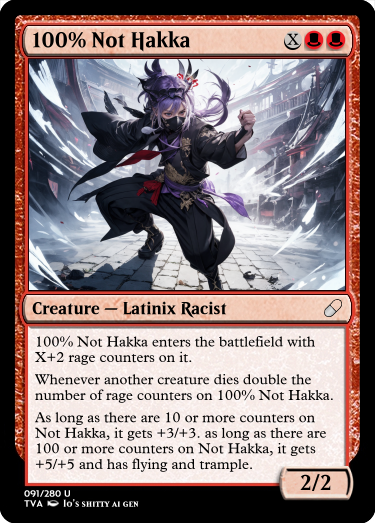 100% Not Hakka
X
Creature — Latinix Racist
100% Not Hakka enters the battlefield with
X+2 rage counters on it.
Whenever another creature dies double the
number of rage counters on 100% Not Hakka.
As long as there are 10 or more counters on
Not Hakka, it gets +3/+3. as long as there are
100 or more counters on Not Hakka, it gets
+5/+5 and has flying and trample.
2/2
091/280 U
TVA Io's shitty ai gen